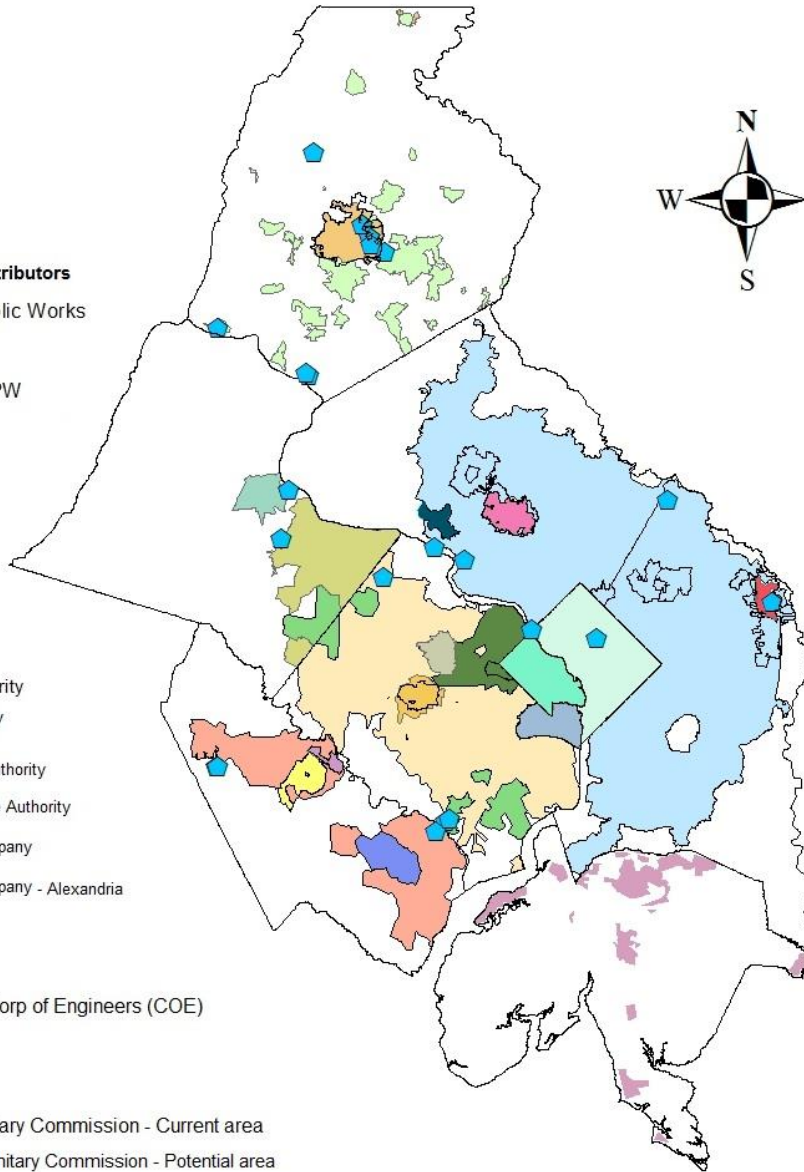 N
W
S
tributors
lic Works
PW
rity
y
thority
Authority
pany
pany - Alexandria
orp of Engineers (COE)
ary Commission - Current area
nitary Commission - Potential area